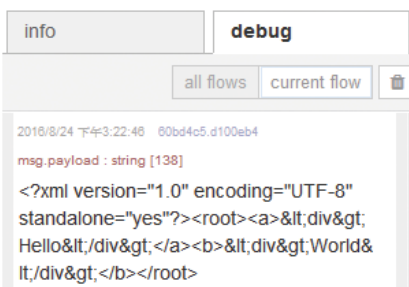 info
debug
all flows
current flow
2016/8/24 下午3:22:46 60bd4c5.d100eb4
msg.payload : string [138]
<?xml version="1.0" encoding="UTF-8"
standalone="yes"?><root><a>&lt;div&gt;
Hello&lt;/div&gt;</a><b>&lt;div&gt;World&
lt;/div&gt;</b></root>